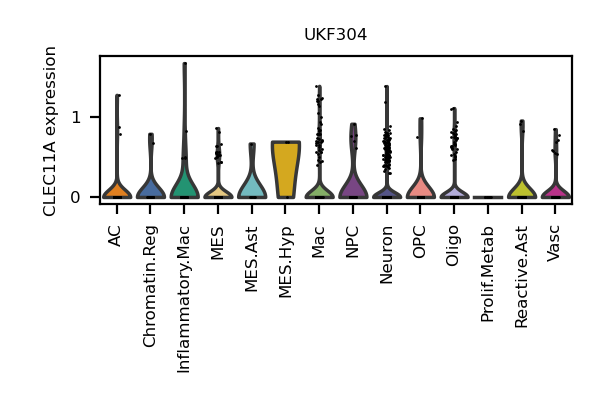 UKF304
CLEC11A expression
1
0
AC
Chromatin.Reg
Inflammatory.Mac
MES
MES.Ast
MES.Hyp
Mac
NPC
Neuron
OPC
Oligo
Prolif.Metab
Reactive.Ast
Vasc